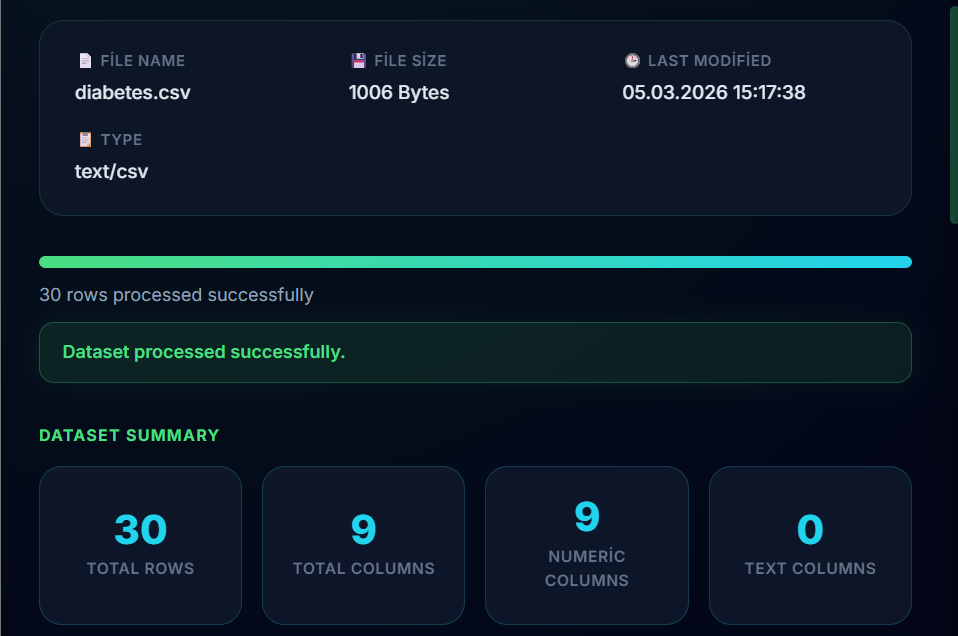 FİLE NAME
diabetes.csv
FİLE SİZE
1006 Bytes
LAST MODİFİED
05.03.2026 15:17:38
TYPE
text/csv
30 rows processed successfully
Dataset processed successfully.
DATASET SUMMARY
30
TOTAL ROWS
9
TOTAL COLUMNS
9
NUMERİC
COLUMNS
0
TEXT COLUMNS